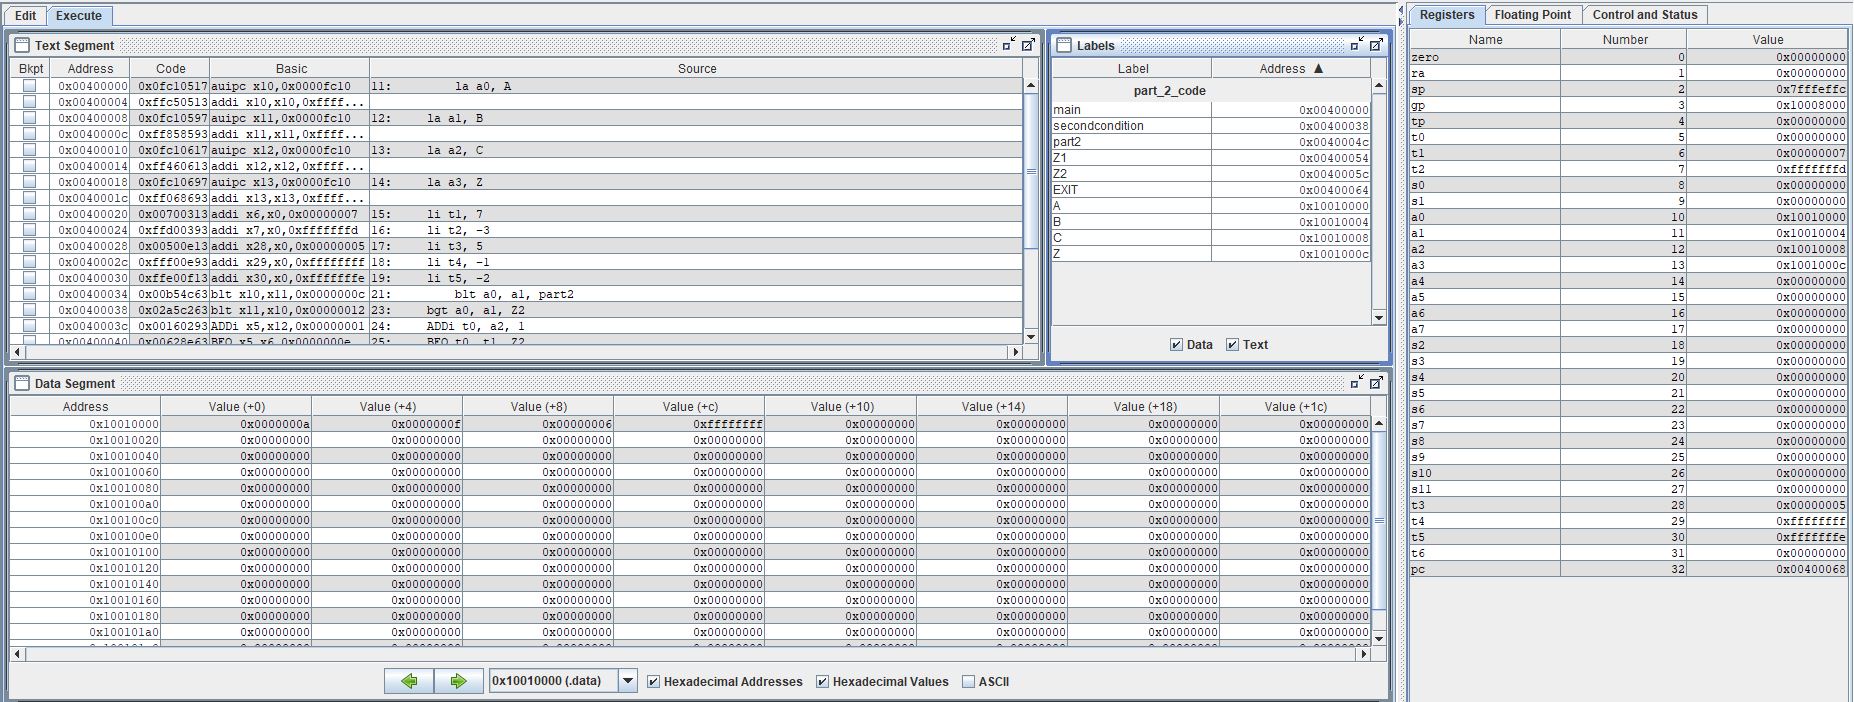 Edit Execute
Text Segment
Bkpt Address Code Basic Source
0x00400000 0x0fc10517 auipc x10,0x0000fc10 11: la a0, A
0x00400004 0xffc50513 addi x10,x10,0xffff...
0x00400008 0x0fc10597 auipc x11,0x0000fc10 12: la a1, B
0x0040000c 0xff858593 addi x11,x11,0xffff...
0x00400010 0x0fc10617 auipc x12,0x0000fc10 13: la a2, C
0x00400014 0xff460613 addi x12,x12,0xffff...
0x00400018 0x0fc10697 auipc x13,0x0000fc10 14: la a3, Z
0x0040001c 0xff068693 addi x13,x13,0xffff...
0x00400020 0x00700313 addi x6,x0,0x00000007 15: li t1, 7
0x00400024 0xffd00393 addi x7,x0,0xfffffffd 16: li t2, -3
0x00400028 0x00500e13 addi x28,x0,0x00000005 17: li t3, 5
0x0040002c 0xfff00e93 addi x29,x0,0xffffffff 18: li t4, -1
0x00400030 0xffe00f13 addi x30,x0,0xfffffffe 19: li t5, -2
0x00400034 0x00b54c63 blt x10,x11,0x0000000c 21: blt a0, a1, part2
0x00400038 0x02a5c263 blt x11,x10,0x00000012 23: bgt a0, a1, Z2
0x0040003c 0x00160293 ADDi x5,x12,0x00000001 24: ADDi t0, a2, 1
0x00400040 0x00628e63 BEQ x5,x6,0x0000000e 25: BEQ t0, t1, Z2
Labels
Label Address ▲
part_2_code
main 0x00400000
secondcondition 0x00400038
part2 0x0040004c
Z1 0x00400054
Z2 0x0040005c
EXIT 0x00400064
A 0x10010000
B 0x10010004
C 0x10010008
Z 0x1001000c
Data Text
Data Segment
Address Value (+0) Value (+4) Value (+8) Value (+c) Value (+10) Value (+14) Value (+18) Value (+1c)
0x10010000 0x0000000a 0x0000000f 0x00000006 0xffffffff 0x00000000 0x00000000 0x00000000 0x00000000
0x10010020 0x00000000 0x00000000 0x00000000 0x00000000 0x00000000 0x00000000 0x00000000 0x00000000
0x10010040 0x00000000 0x00000000 0x00000000 0x00000000 0x00000000 0x00000000 0x00000000 0x00000000
0x10010060 0x00000000 0x00000000 0x00000000 0x00000000 0x00000000 0x00000000 0x00000000 0x00000000
0x10010080 0x00000000 0x00000000 0x00000000 0x00000000 0x00000000 0x00000000 0x00000000 0x00000000
0x100100a0 0x00000000 0x00000000 0x00000000 0x00000000 0x00000000 0x00000000 0x00000000 0x00000000
0x100100c0 0x00000000 0x00000000 0x00000000 0x00000000 0x00000000 0x00000000 0x00000000 0x00000000
0x100100e0 0x00000000 0x00000000 0x00000000 0x00000000 0x00000000 0x00000000 0x00000000 0x00000000
0x10010100 0x00000000 0x00000000 0x00000000 0x00000000 0x00000000 0x00000000 0x00000000 0x00000000
0x10010120 0x00000000 0x00000000 0x00000000 0x00000000 0x00000000 0x00000000 0x00000000 0x00000000
0x10010140 0x00000000 0x00000000 0x00000000 0x00000000 0x00000000 0x00000000 0x00000000 0x00000000
0x10010160 0x00000000 0x00000000 0x00000000 0x00000000 0x00000000 0x00000000 0x00000000 0x00000000
0x10010180 0x00000000 0x00000000 0x00000000 0x00000000 0x00000000 0x00000000 0x00000000 0x00000000
0x100101a0 0x00000000 0x00000000 0x00000000 0x00000000 0x00000000 0x00000000 0x00000000 0x00000000
0x10010000 (.data) Hexadecimal Addresses Hexadecimal Values ASCII
Registers Floating Point Control and Status
Name Number Value
zero 0 0x00000000
ra 1 0x00000000
sp 2 0x7fffeffc
gp 3 0x10008000
tp 4 0x00000000
t0 5 0x00000000
t1 6 0x00000007
t2 7 0xfffffffd
s0 8 0x00000000
s1 9 0x00000000
a0 10 0x10010000
a1 11 0x10010004
a2 12 0x10010008
a3 13 0x1001000c
a4 14 0x00000000
a5 15 0x00000000
a6 16 0x00000000
a7 17 0x00000000
s2 18 0x00000000
s3 19 0x00000000
s4 20 0x00000000
s5 21 0x00000000
s6 22 0x00000000
s7 23 0x00000000
s8 24 0x00000000
s9 25 0x00000000
s10 26 0x00000000
s11 27 0x00000000
t3 28 0x00000005
t4 29 0xffffffff
t5 30 0xfffffffe
t6 31 0x00000000
pc 32 0x00400068